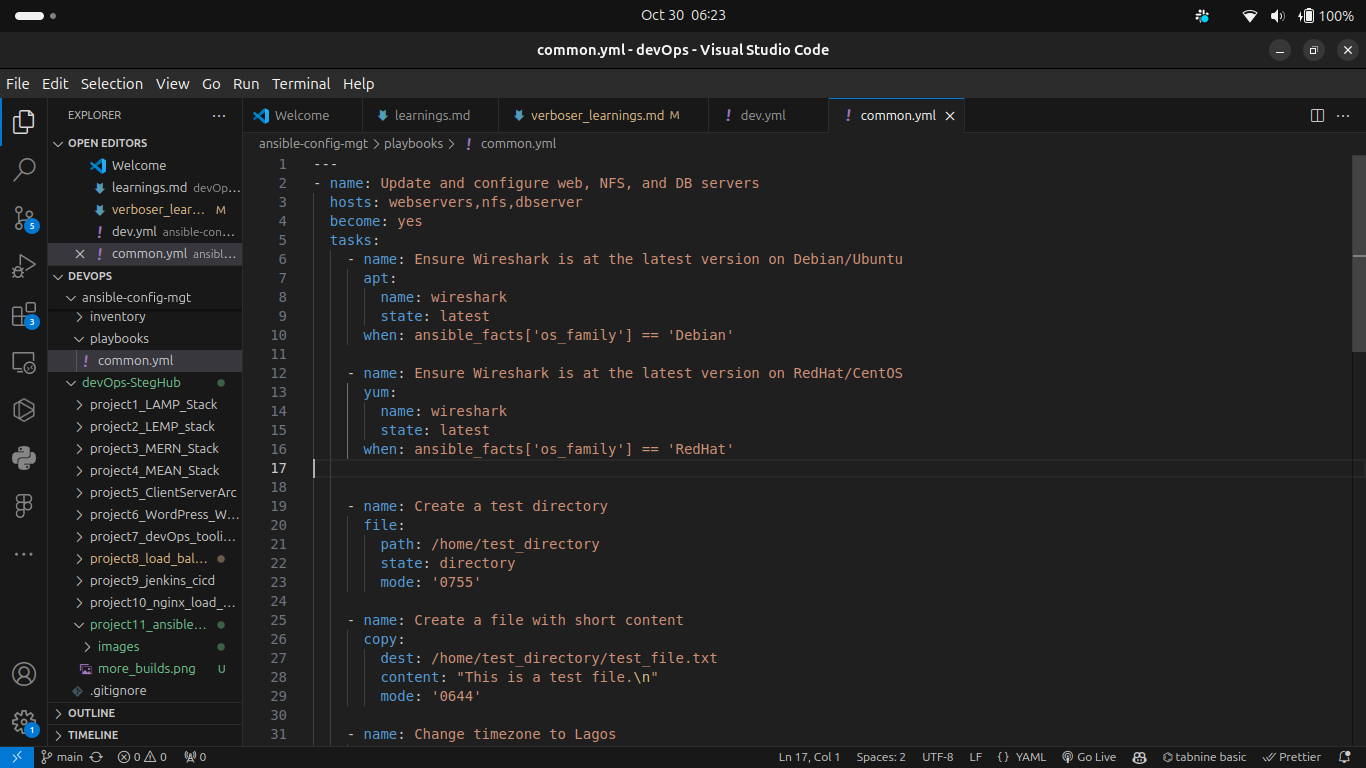 Oct 30 06:23
100%
common.yml - devOps - Visual Studio Code
File Edit Selection View Go Run Terminal Help
EXPLORER
Welcome
learnings.md
verboser_learnings.md M
dev.yml
common.yml
OPEN EDITORS
Welcome
learnings.md devOp...
verboser_lear... M
dev.yml ansible-con...
common.yml ansibl...
DEVOPS
ansible-config-mgt
inventory
playbooks
common.yml
devOps-StegHub
project1_LAMP_Stack
project2_LEMP_stack
project3_MERN_Stack
project4_MEAN_Stack
project5_ClientServerArc
project6_WordPress_W...
project7_devOps_tooli...
project8_load_bal...
project9_jenkins_cicd
project10_nginx_load_...
project11_ansible...
images
more_builds.png U
.gitignore
OUTLINE
TIMELINE
5
3
1
ansible-config-mgt > playbooks > common.yml
1 ---
2 - name: Update and configure web, NFS, and DB servers
3 hosts: webservers,nfs,dbserver
4 become: yes
5 tasks:
6 - name: Ensure Wireshark is at the latest version on Debian/Ubuntu
7 apt:
8 name: wireshark
9 state: latest
10 when: ansible_facts['os_family'] == 'Debian'
11
12 - name: Ensure Wireshark is at the latest version on RedHat/CentOS
13 yum:
14 name: wireshark
15 state: latest
16 when: ansible_facts['os_family'] == 'RedHat'
17
18
19 - name: Create a test directory
20 file:
21 path: /home/test_directory
22 state: directory
23 mode: '0755'
24
25 - name: Create a file with short content
26 copy:
27 dest: /home/test_directory/test_file.txt
28 content: "This is a test file.\n"
29 mode: '0644'
30
31 - name: Change timezone to Lagos
main 0 0 0 Ln 17, Col 1 Spaces: 2 UTF-8 LF { } YAML Go Live tabnine basic Prettier